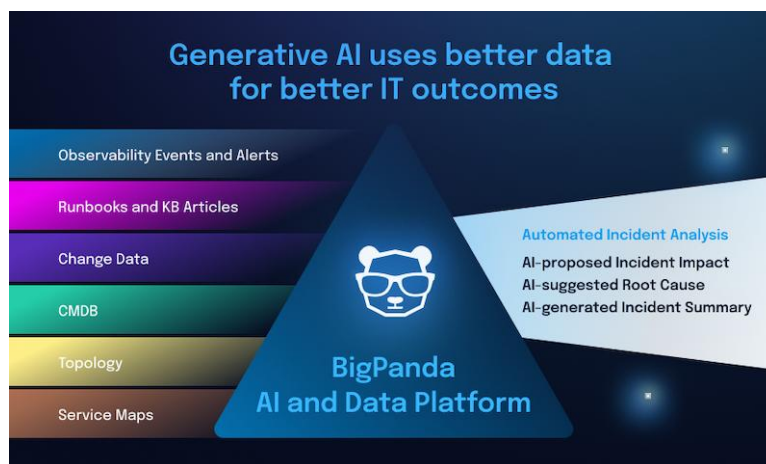 Generative AI uses better data
for better IT outcomes
Observability Events and Alerts
Runbooks and KB Articles
Change Data
CMDB
Topology
Service Maps
BigPanda
AI and Data Platform
Automated Incident Analysis
AI-proposed Incident Impact
AI-suggested Root Cause
AI-generated Incident Summary